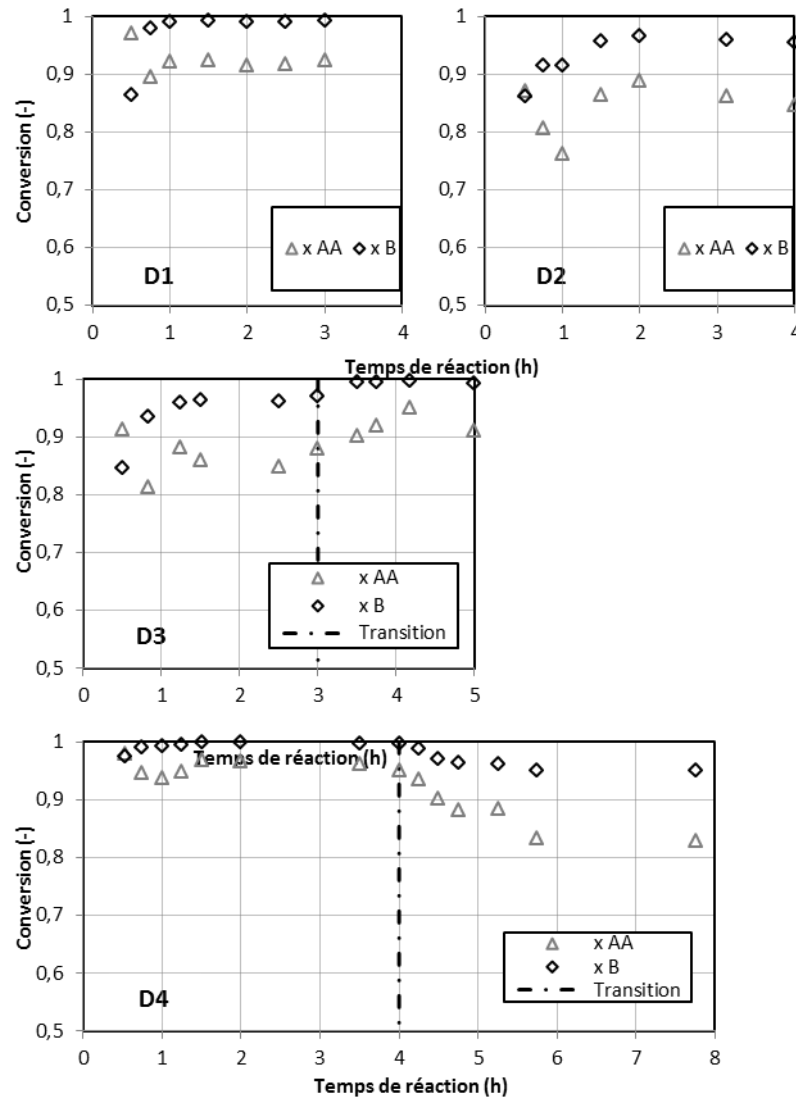 Conversion (-)
1
0,9
0,8
0,7
0,6
0,5
0 1 2 3 4
x AA x B
D1
1
0,9
0,8
0,7
0,6
0,5
0 1 2 3 4
x AA x B
D2
Temps de réaction (h)
Conversion (-)
1
0,9
0,8
0,7
0,6
0,5
0 1 2 3 4 5
x AA
x B
Transition
D3
Temps de réaction (h)
Conversion (-)
1
0,9
0,8
0,7
0,6
0,5
0 1 2 3 4 5 6 7 8
x AA
x B
Transition
D4
Temps de réaction (h)